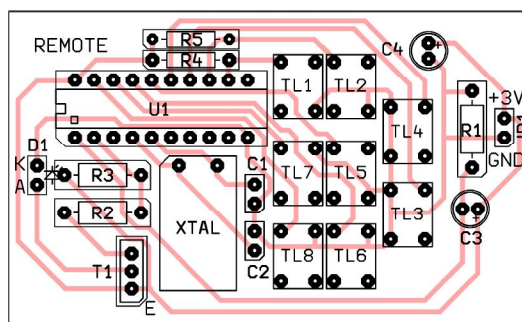 REMOTE
R5
R4
C4
TL1
TL2
U1
TL4
+3V
R1
GND
D1
K
A
R3
C1
TL7
TL5
R2
XTAL
TL3
C3
C2
T1
TL8
TL6
E
+
+